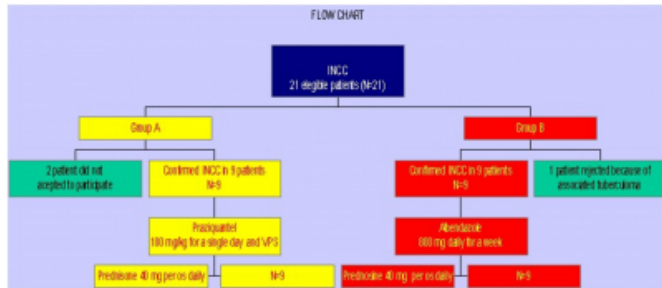 FLOW CHART
INCC
21 elegible patients (N=21)
Group A
Group B
2 patient did not
acepted to participate
Confirmed INCC in 9 patients
N=9
Confirmed INCC in 9 patients
N=9
1 patient rejected because of
associated tuberculoma
Praziquantel
100 mg/kg for a single day and VPS
Albendazole
800 mg daily for a week
Prednisone 40 mg per os daily
N=9
Prednosine 40 mg per os daily
N=9